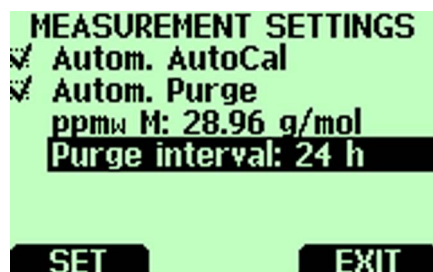 MEASUREMENT SETTINGS
Autom. AutoCal
Autom. Purge
ppmw M: 28.96 g/mol
Purge interval: 24 h
SET EXIT